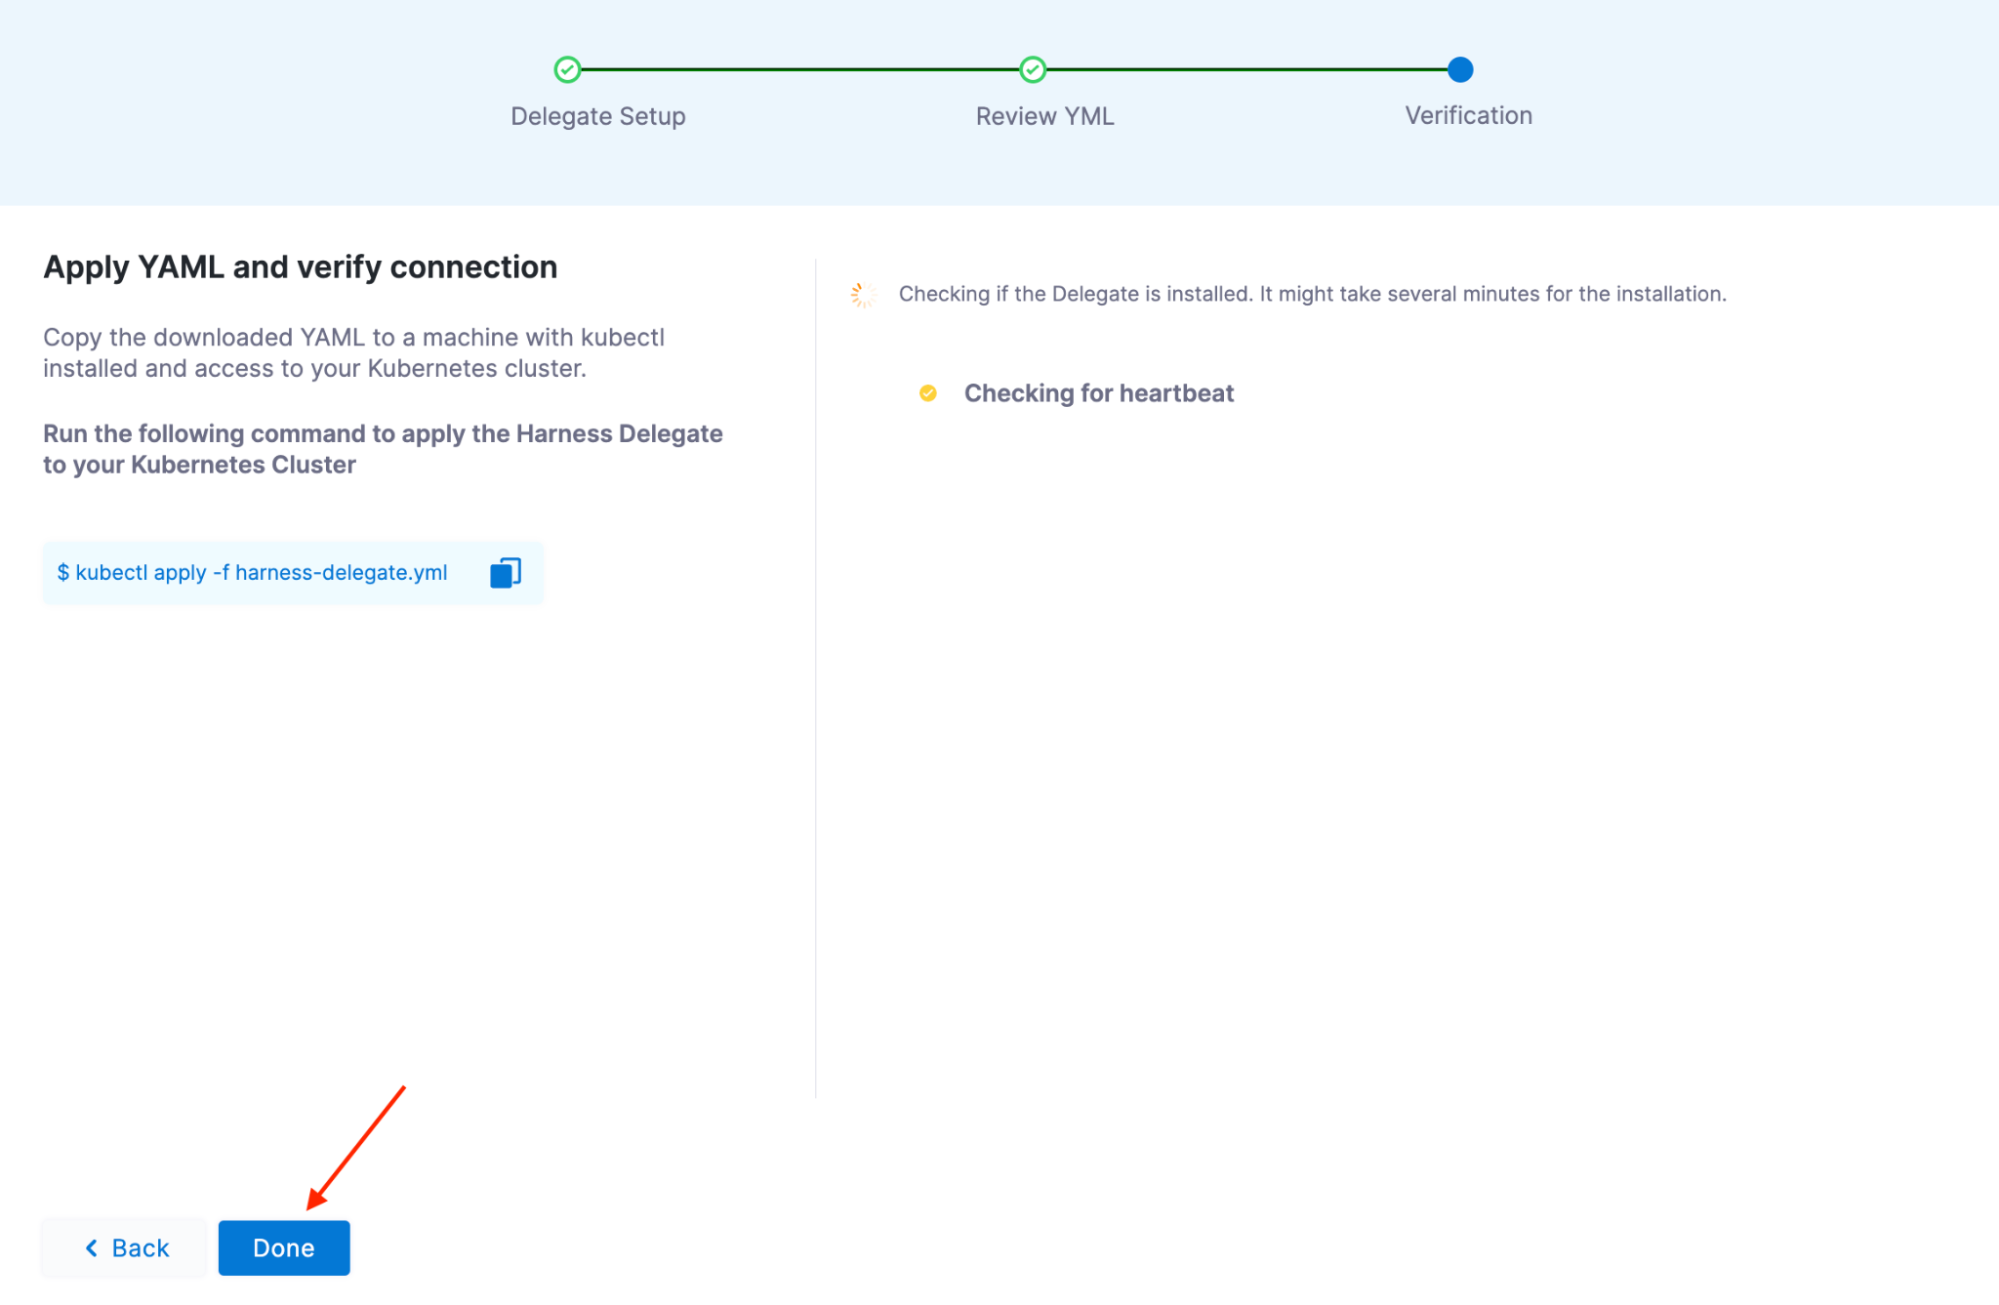 Delegate Setup
Review YML
Verification
Apply YAML and verify connection
Copy the downloaded YAML to a machine with kubectl
installed and access to your Kubernetes cluster.
Run the following command to apply the Harness Delegate
to your Kubernetes Cluster
$ kubectl apply -f harness-delegate.yml
Checking if the Delegate is installed. It might take several minutes for the installation.
Checking for heartbeat
Back
Done